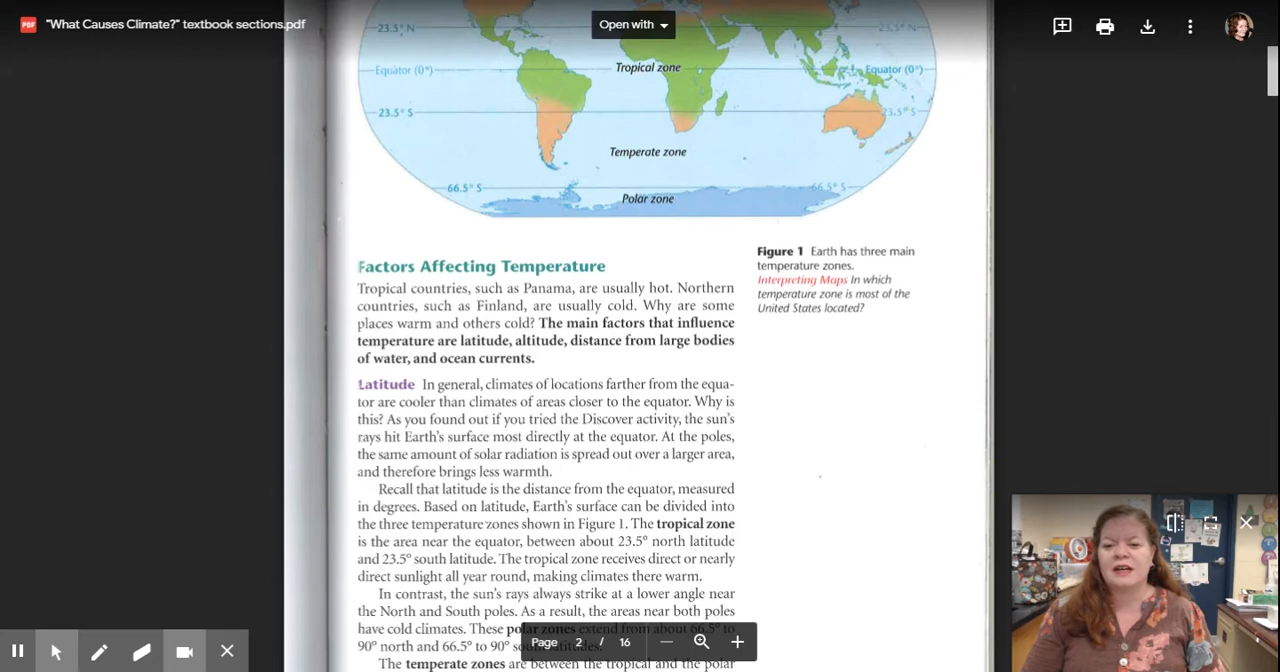 "What Causes Climate?" textbook sections.pdf
Open with
23.5° N
23.5° N
Equator (0°)
Tropical zone
Equator (0°)
23.5° S
23.5° S
Temperate zone
66.5° S
66.5° S
Polar zone
Factors Affecting Temperature
Tropical countries, such as Panama, are usually hot. Northern
countries, such as Finland, are usually cold. Why are some
places warm and others cold? The main factors that influence
temperature are latitude, altitude, distance from large bodies
of water, and ocean currents.
Latitude In general, climates of locations farther from the equa-
tor are cooler than climates of areas closer to the equator. Why is
this? As you found out if you tried the Discover activity, the sun's
rays hit Earth's surface most directly at the equator. At the poles,
the same amount of solar radiation is spread out over a larger area,
and therefore brings less warmth.
Recall that latitude is the distance from the equator, measured
in degrees. Based on latitude, Earth's surface can be divided into
the three temperature zones shown in Figure 1. The tropical zone
is the area near the equator, between about 23.5° north latitude
and 23.5° south latitude. The tropical zone receives direct or nearly
direct sunlight all year round, making climates there warm.
In contrast, the sun's rays always strike at a lower angle near
the North and South poles. As a result, the areas near both poles
have cold climates. These polar zones extend from about 66.5° to
90° north and 66.5° to 90° south latitudes.
The temperate zones are between the tropical and the polar
Figure 1 Earth has three main
temperature zones.
Interpreting Maps In which
temperature zone is most of the
United States located?
Page 2 / 16